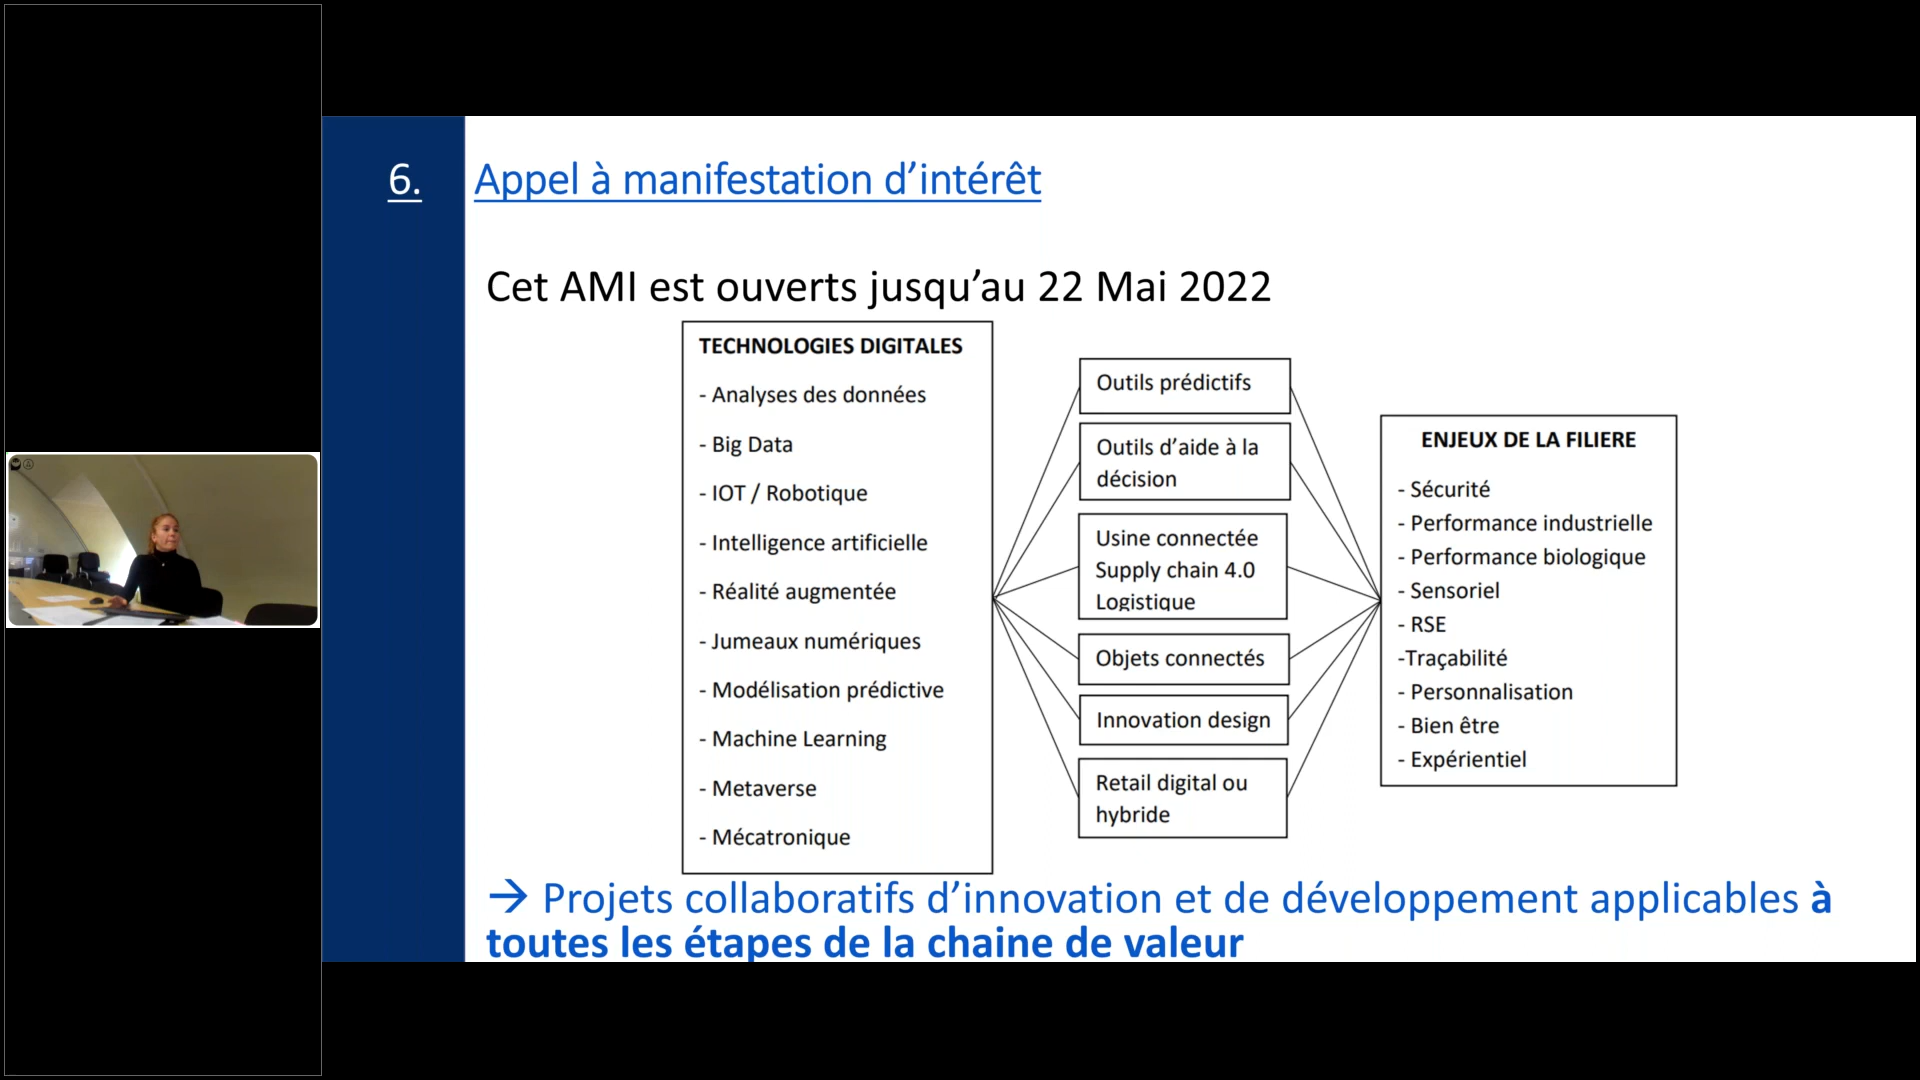 6.
Appel à manifestation d’intérêt
Cet AMI est ouverts jusqu’au 22 Mai 2022
TECHNOLOGIES DIGITALES
- Analyses des données
- Big Data
- IOT / Robotique
- Intelligence artificielle
- Réalité augmentée
- Jumeaux numériques
- Modélisation prédictive
- Machine Learning
- Metaverse
- Mécatronique
Outils prédictifs
Outils d’aide à la
décision
Usine connectée
Supply chain 4.0
Logistique
Objets connectés
Innovation design
Retail digital ou
hybride
ENJEUX DE LA FILIERE
- Sécurité
- Performance industrielle
- Performance biologique
- Sensoriel
- RSE
-Traçabilité
- Personnalisation
- Bien être
- Expérientiel
→ Projets collaboratifs d’innovation et de développement applicables à
toutes les étapes de la chaine de valeur